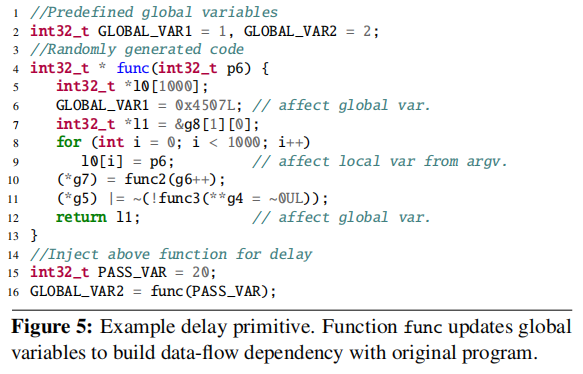 1 //Predefined global variables
2 int32_t GLOBAL_VAR1 = 1, GLOBAL_VAR2 = 2;
3 //Randomly generated code
4 int32_t * func(int32_t p6) {
5 int32_t *l0[1000];
6 GLOBAL_VAR1 = 0x4507L; // affect global var.
7 int32_t *l1 = &g8[1][0];
8 for (int i = 0; i < 1000; i++)
9 l0[i] = p6; // affect local var from argv.
10 (*g7) = func2(g6++);
11 (*g5) |= ~(!func3(**g4 = ~0UL));
12 return l1; // affect global var.
13 }
14 //Inject above function for delay
15 int32_t PASS_VAR = 20;
16 GLOBAL_VAR2 = func(PASS_VAR);
Figure 5: Example delay primitive. Function func updates global
variables to build data-flow dependency with original program.